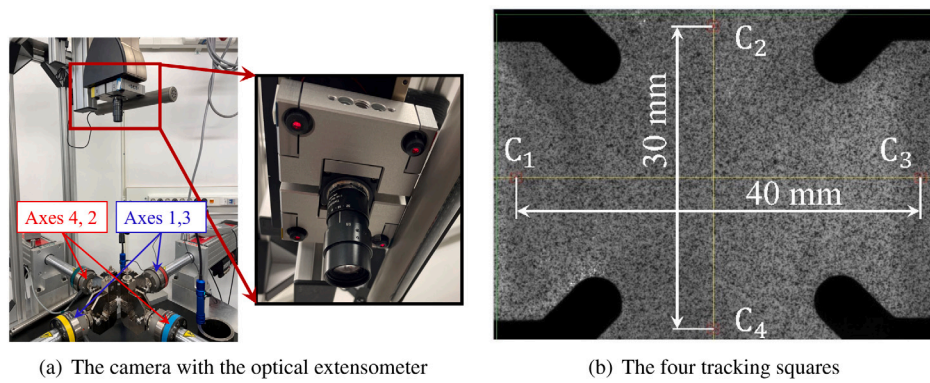 Axes 4, 2
Axes 1,3
C2
C1
C3
30 mm
40 mm
C4
(a) The camera with the optical extensometer
(b) The four tracking squares